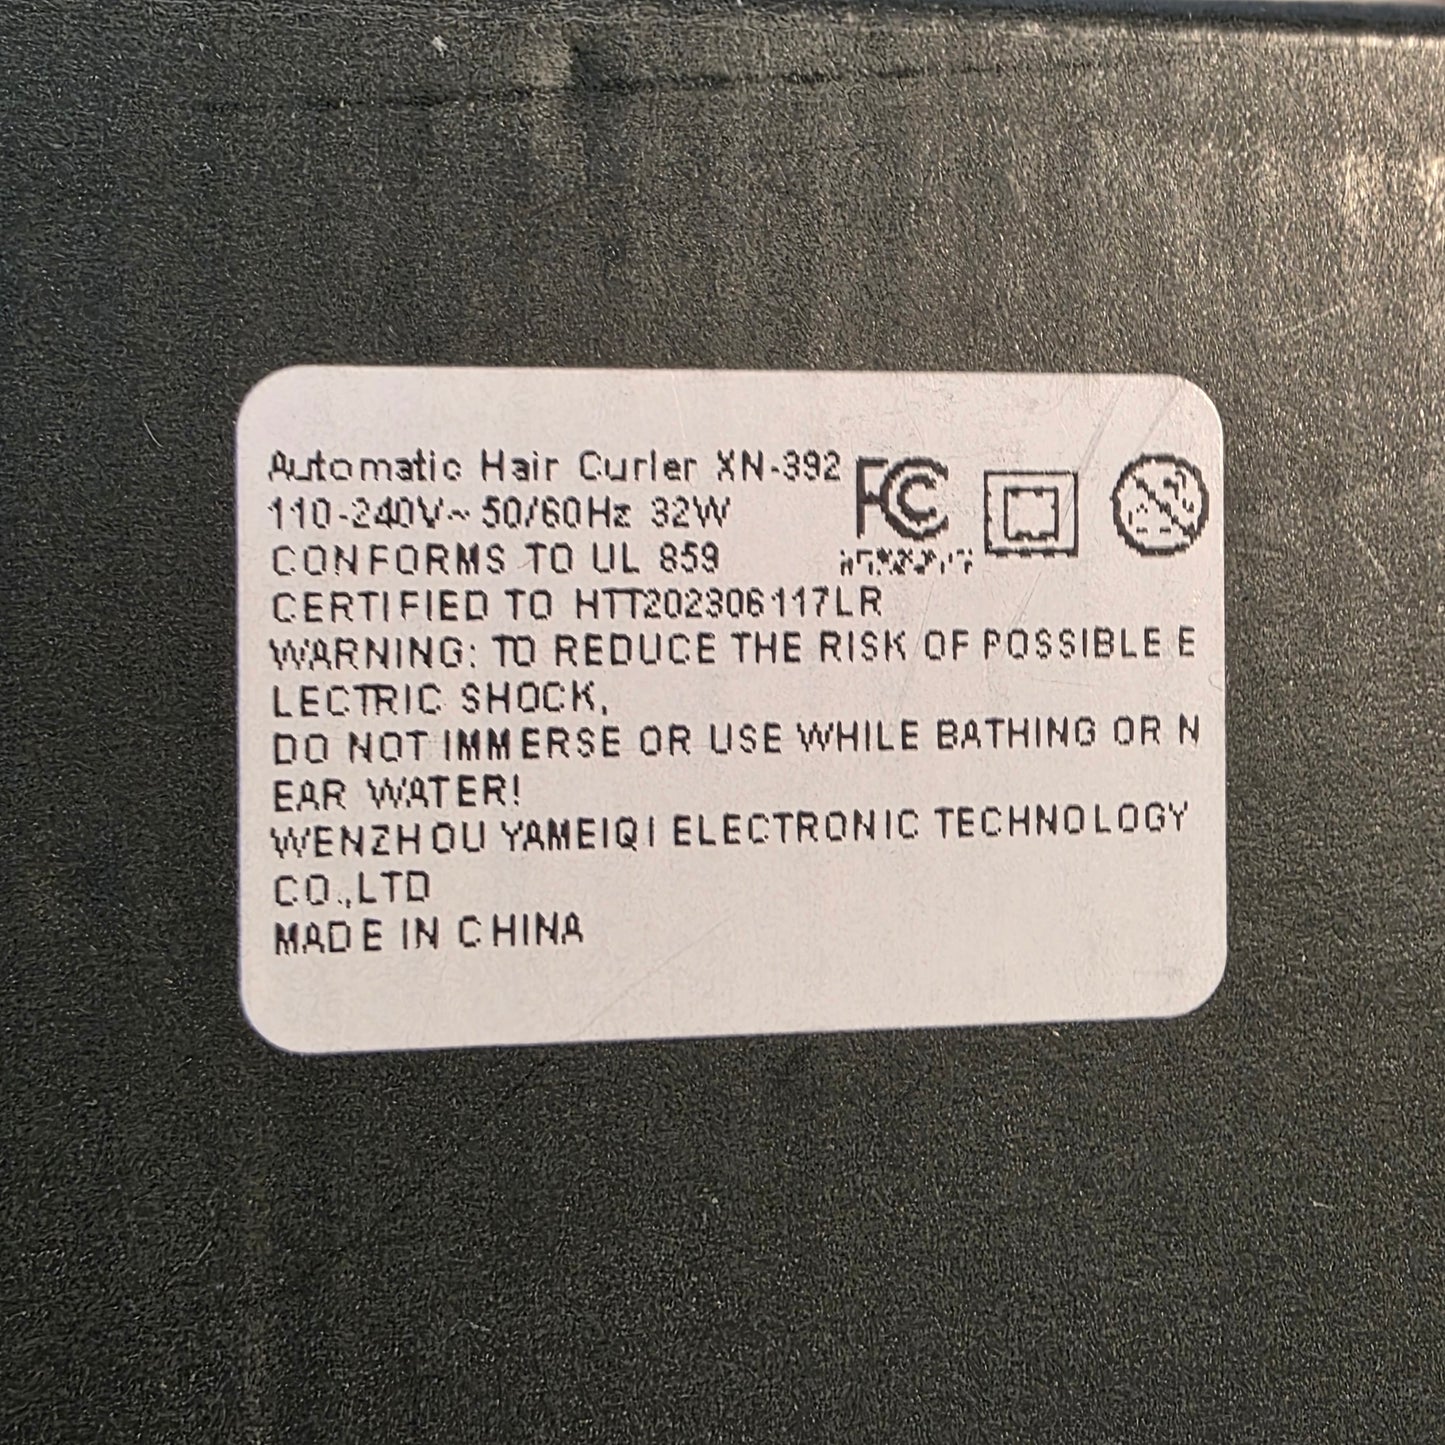 Automatic Hair Curler XN-392
110-240V~ 50/60Hz 32W
FC
CONFORMS TO UL 859
CERTIFIED TO HTT202306117LR
WARNING: TO REDUCE THE RISK OF POSSIBLE E
LECTRIC SHOCK,
DO NOT IMMERSE OR USE WHILE BATHING OR N
EAR WATER!
WENZHOU YAMEIQI ELECTRONIC TECHNOLOGY
CO.,LTD
MADE IN CHINA